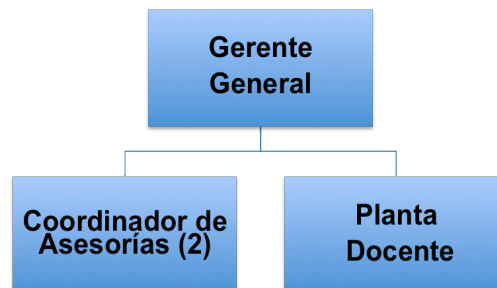 Gerente
General
Coordinador de
Asesorías (2)
Planta
Docente